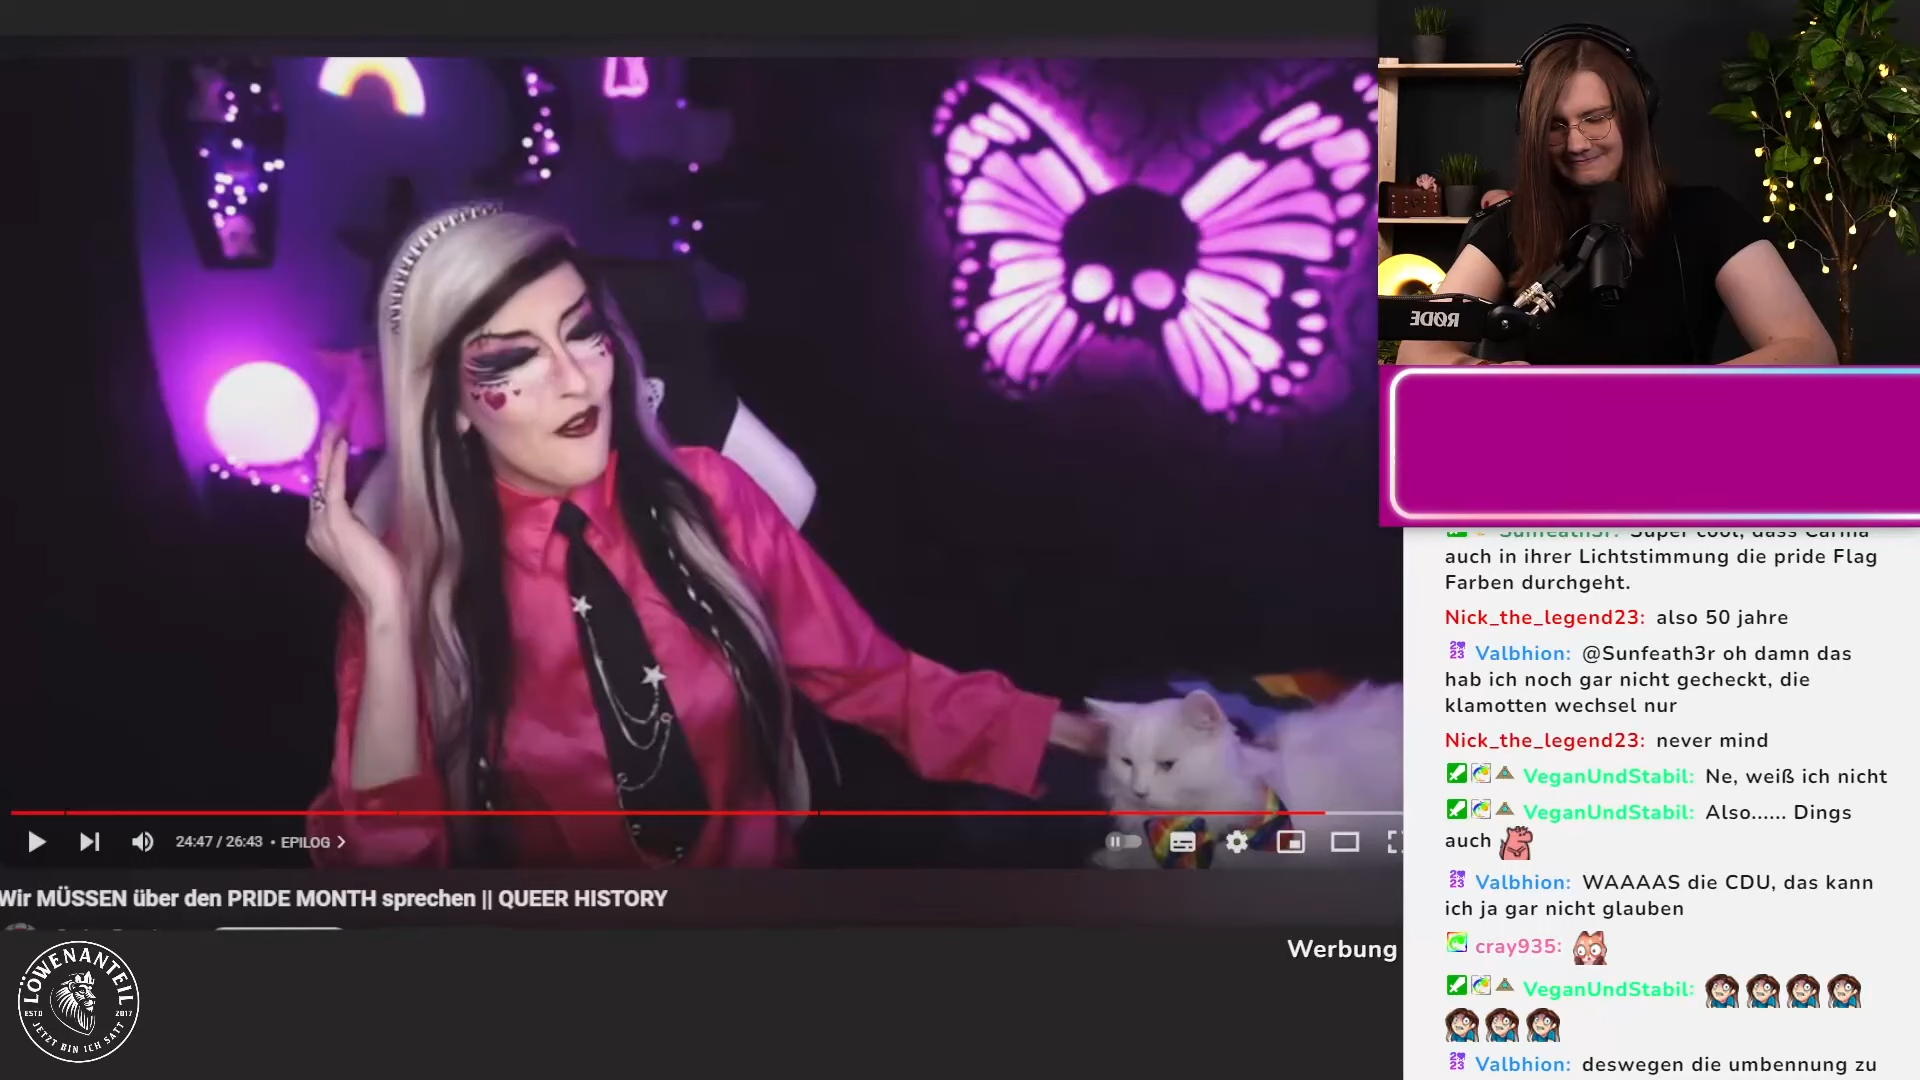 RØDE
auch in ihrer Lichtstimmung die pride Flag
Farben durchgeht.
Nick_the_legend23: also 50 jahre
Valbhion: @Sunfeath3r oh damn das
hab ich noch gar nicht gecheckt, die
klamotten wechsel nur
Nick_the_legend23: never mind
VeganUndStabil: Ne, weiß ich nicht
VeganUndStabil: Also...... Dings
auch
Valbhion: WAAAAS die CDU, das kann
ich ja gar nicht glauben
cray935:
VeganUndStabil:
Valbhion: deswegen die umbennung zu
24:47 / 26:43 • EPILOG
Wir MÜSSEN über den PRIDE MONTH sprechen || QUEER HISTORY
Werbung
LÖWENANTEIL
ESTD 2017
JETZT BIN ICH SATT